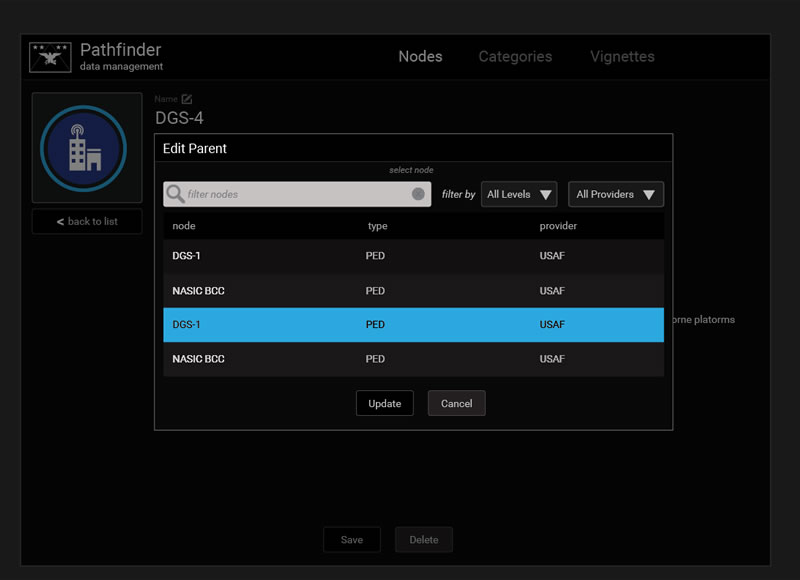 Pathfinder
data management
Nodes Categories Vignettes
Name
DGS-4
< back to list
Edit Parent
select node
filter nodes
filter by All Levels All Providers
node type provider
DGS-1 PED USAF
NASIC BCC PED USAF
DGS-1 PED USAF
orne platorms
NASIC BCC PED USAF
Update Cancel
Save Delete